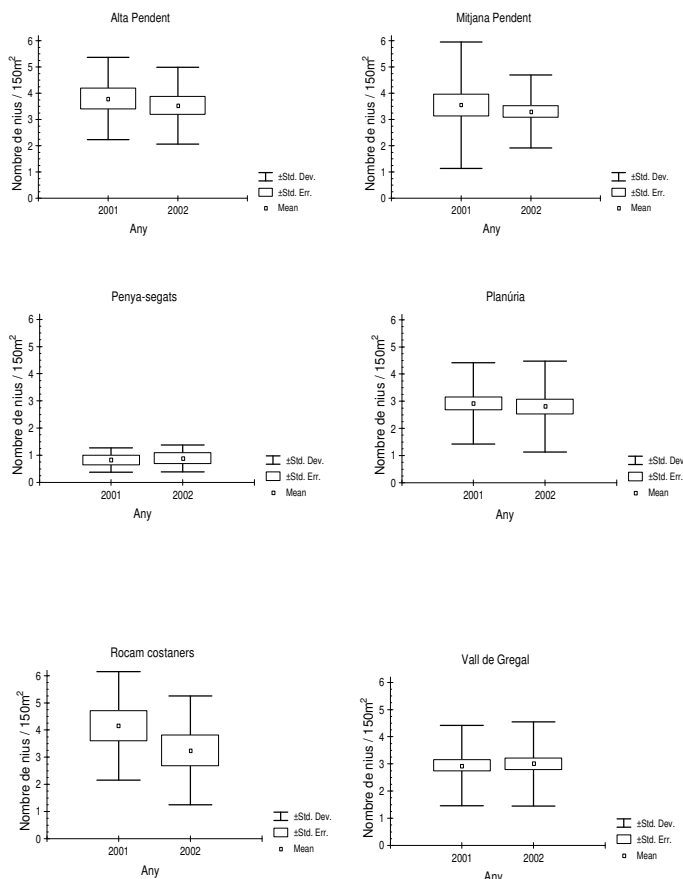 Alta Pendent
Nombre de nius / 150m²
6
5
4
3
2
1
0
2001 2002
Any
±Std. Dev.
±Std. Err.
Mean
Mitjana Pendent
Nombre de nius / 150m²
6
5
4
3
2
1
0
2001 2002
Any
±Std. Dev.
±Std. Err.
Mean
Penya-segats
Nombre de nius / 150m²
6
5
4
3
2
1
0
2001 2002
Any
±Std. Dev.
±Std. Err.
Mean
Planúria
Nombre de nius / 150m²
6
5
4
3
2
1
0
2001 2002
Any
±Std. Dev.
±Std. Err.
Mean
Rocam costaners
Nombre de nius / 150m²
6
5
4
3
2
1
0
2001 2002
Any
±Std. Dev.
±Std. Err.
Mean
Vall de Gregal
Nombre de nius / 150m²
6
5
4
3
2
1
0
2001 2002
Any
±Std. Dev.
±Std. Err.
Mean